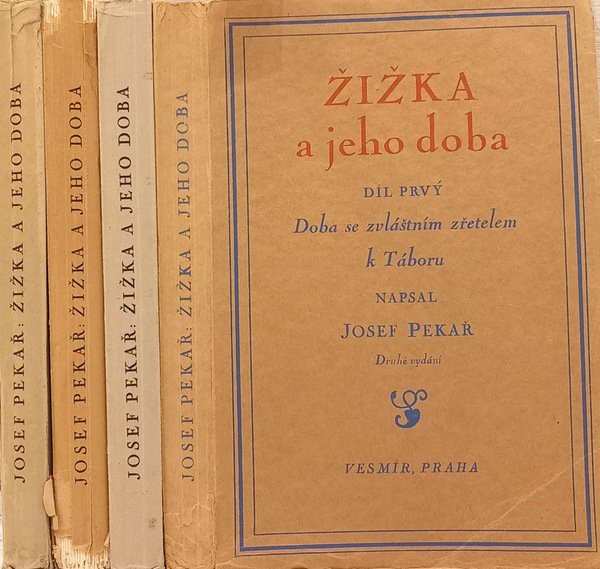 JOSEF PEKAŘ: ŽIŽKA A JEHO DOBA
JOSEF PEKAŘ: ŽIŽKA A JEHO DOBA
JOSEF PEKAŘ: ŽIŽKA A JEHO DOBA
JOSEF PEKAŘ: ŽIŽKA A JEHO DOBA
ŽIŽKA
a jeho doba
DÍL PRVÝ
Doba se zvláštním zřetelem
k Táboru
NAPSAL
JOSEF PEKAŘ
Druhé vydání
VESMÍR, PRAHA